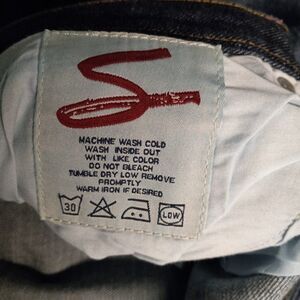 S
MACHINE WASH COLD
WASH INSIDE OUT
WITH LIKE COLOR
DO NOT BLEACH
TUMBLE DRY LOW REMOVE
PROMPTLY
WARM IRON IF DESIRED
30 LOW